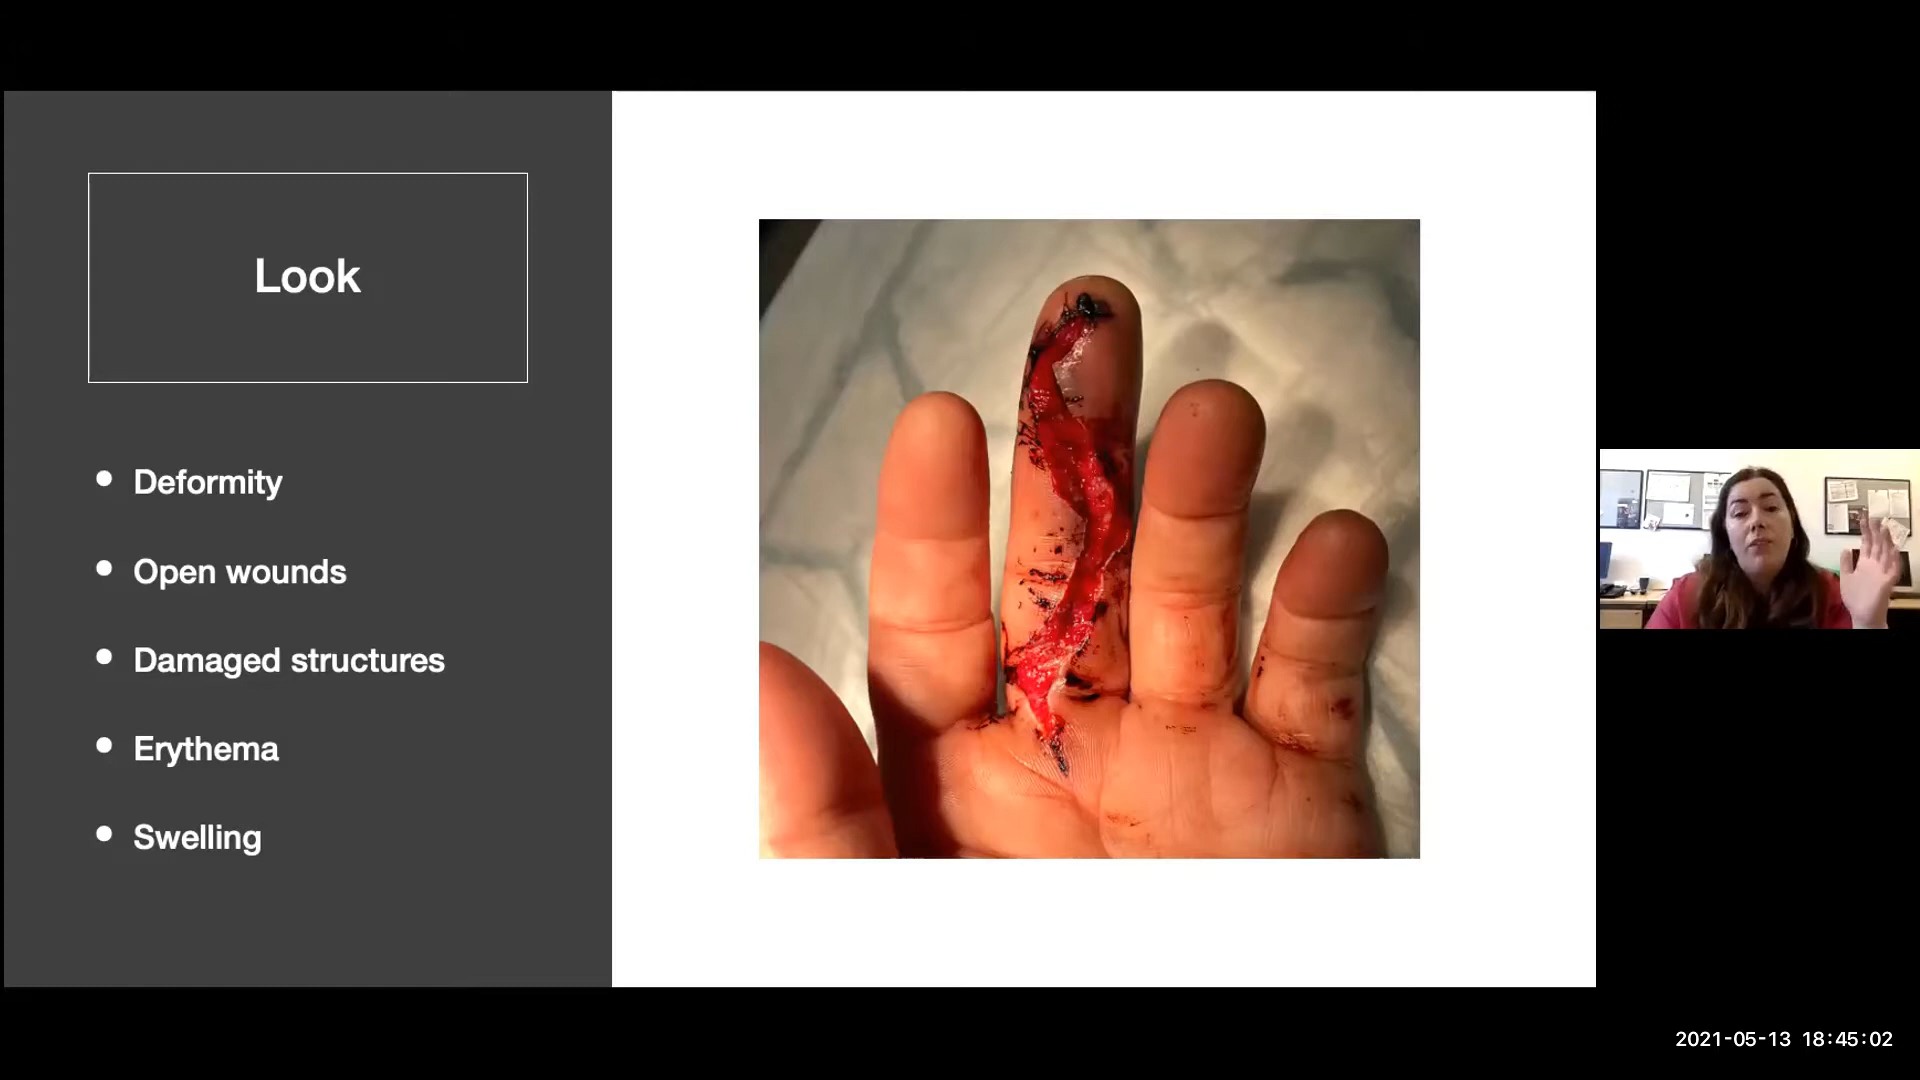 Look
Deformity
Open wounds
Damaged structures
Erythema
Swelling
2021-05-13 18:45:02